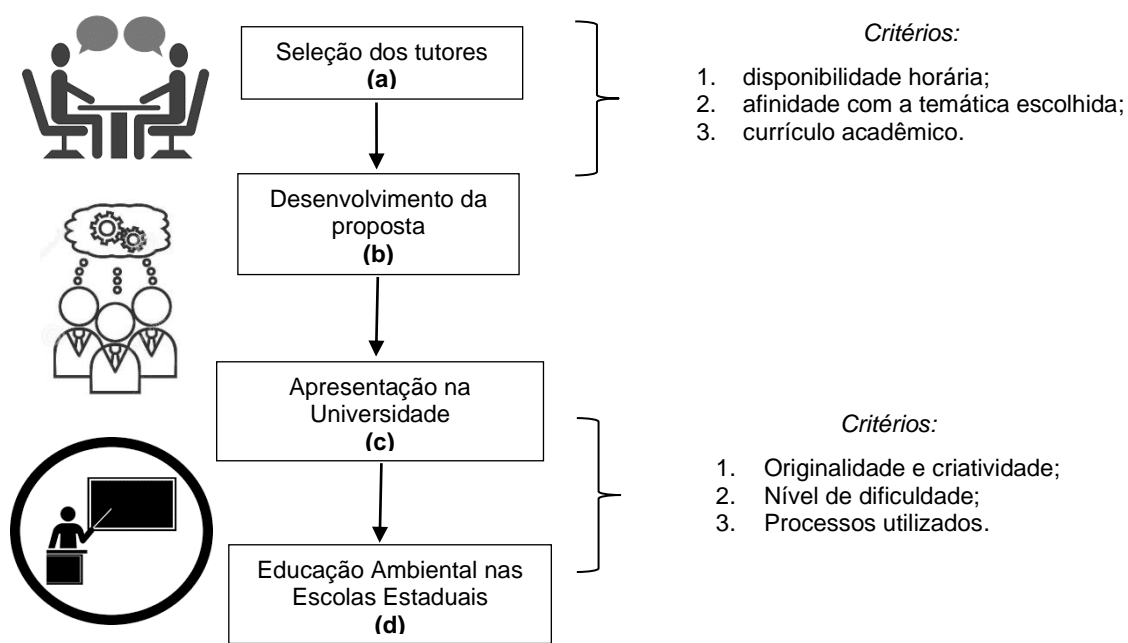 Seleção dos tutores
(a)
Critérios:
1. disponibilidade horária;
2. afinidade com a temática escolhida;
3. currículo acadêmico.
Desenvolvimento da
proposta
(b)
Apresentação na
Universidade
(c)
Critérios:
1. Originalidade e criatividade;
2. Nível de dificuldade;
3. Processos utilizados.
Educação Ambiental nas
Escolas Estaduais
(d)